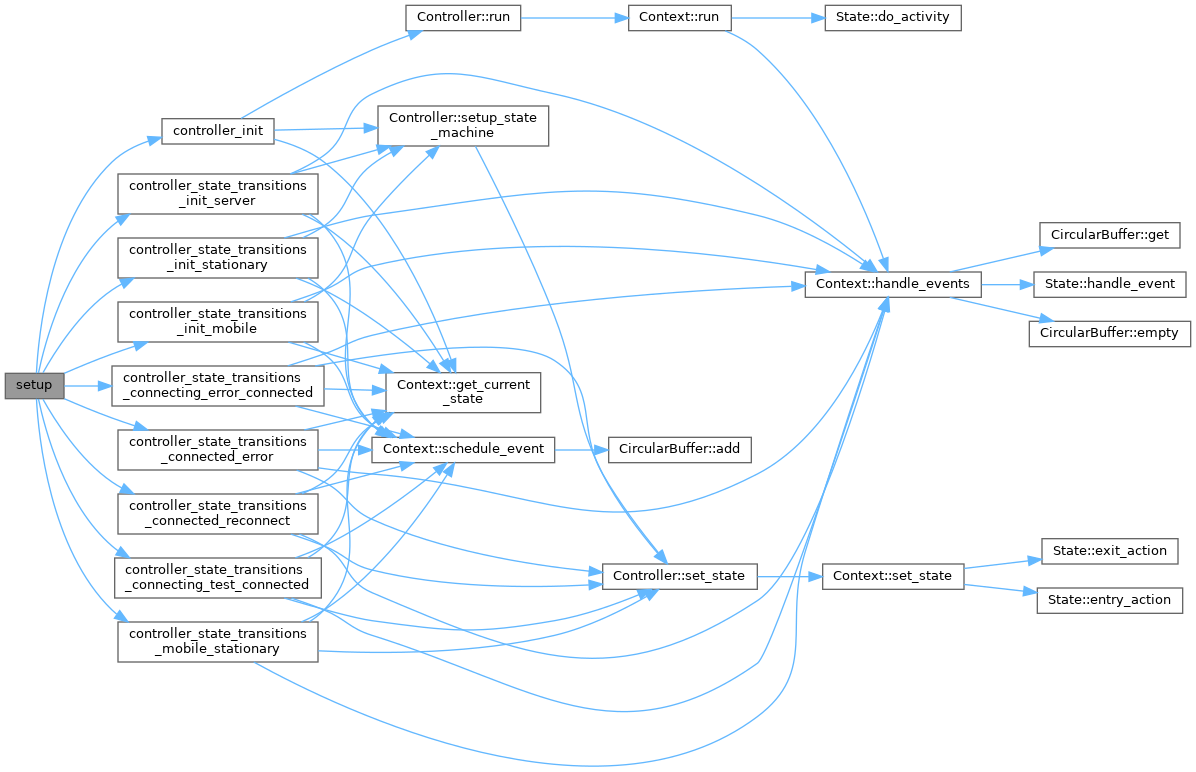 Controller::run
Context::run
State::do_activity
controller_init
Controller::setup_state
_machine
controller_state_transitions
_init_server
controller_state_transitions
_init_stationary
controller_state_transitions
_init_mobile
setup
controller_state_transitions
_connecting_error_connected
controller_state_transitions
_connected_error
controller_state_transitions
_connected_reconnect
controller_state_transitions
_connecting_test_connected
controller_state_transitions
_mobile_stationary
Context::get_current
_state
Context::schedule_event
CircularBuffer::add
Controller::set_state
Context::set_state
State::exit_action
State::entry_action
Context::handle_events
CircularBuffer::get
State::handle_event
CircularBuffer::empty